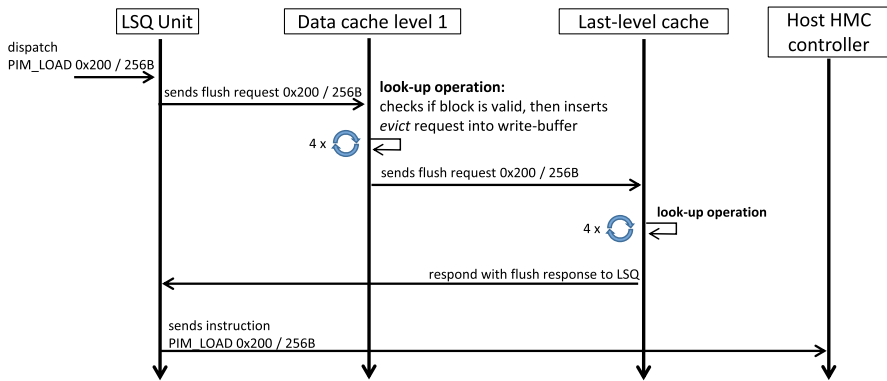 LSQ Unit
Data cache level 1
Last-level cache
Host HMC
controller
dispatch
PIM_LOAD 0x200 / 256B
sends flush request 0x200 / 256B
look-up operation:
checks if block is valid, then inserts
evict request into write-buffer
4 x
sends flush request 0x200 / 256B
look-up operation
4 x
respond with flush response to LSQ
sends instruction
PIM_LOAD 0x200 / 256B